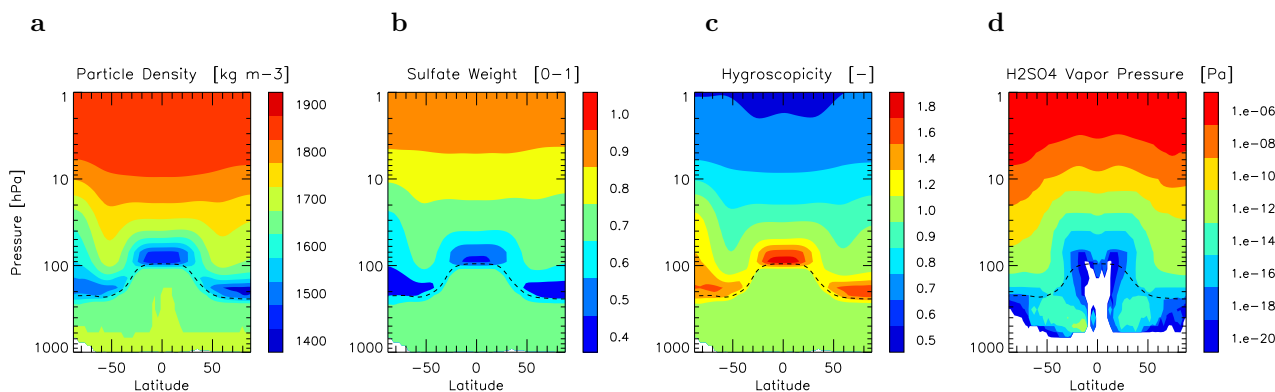 a b c d
Particle Density [kg m-3] Sulfate Weight [0-1] Hygroscopicity [-] H2SO4 Vapor Pressure [Pa]
Pressure [hPa]
1
10
100
1000
-50 0 50
Latitude
1900
1800
1700
1600
1500
1400
1
10
100
1000
-50 0 50
Latitude
1.0
0.9
0.8
0.7
0.6
0.5
0.4
1
10
100
1000
-50 0 50
Latitude
1.8
1.6
1.4
1.2
1.0
0.9
0.8
0.7
0.6
0.5
1
10
100
1000
-50 0 50
Latitude
1.e-06
1.e-08
1.e-10
1.e-12
1.e-14
1.e-16
1.e-18
1.e-20